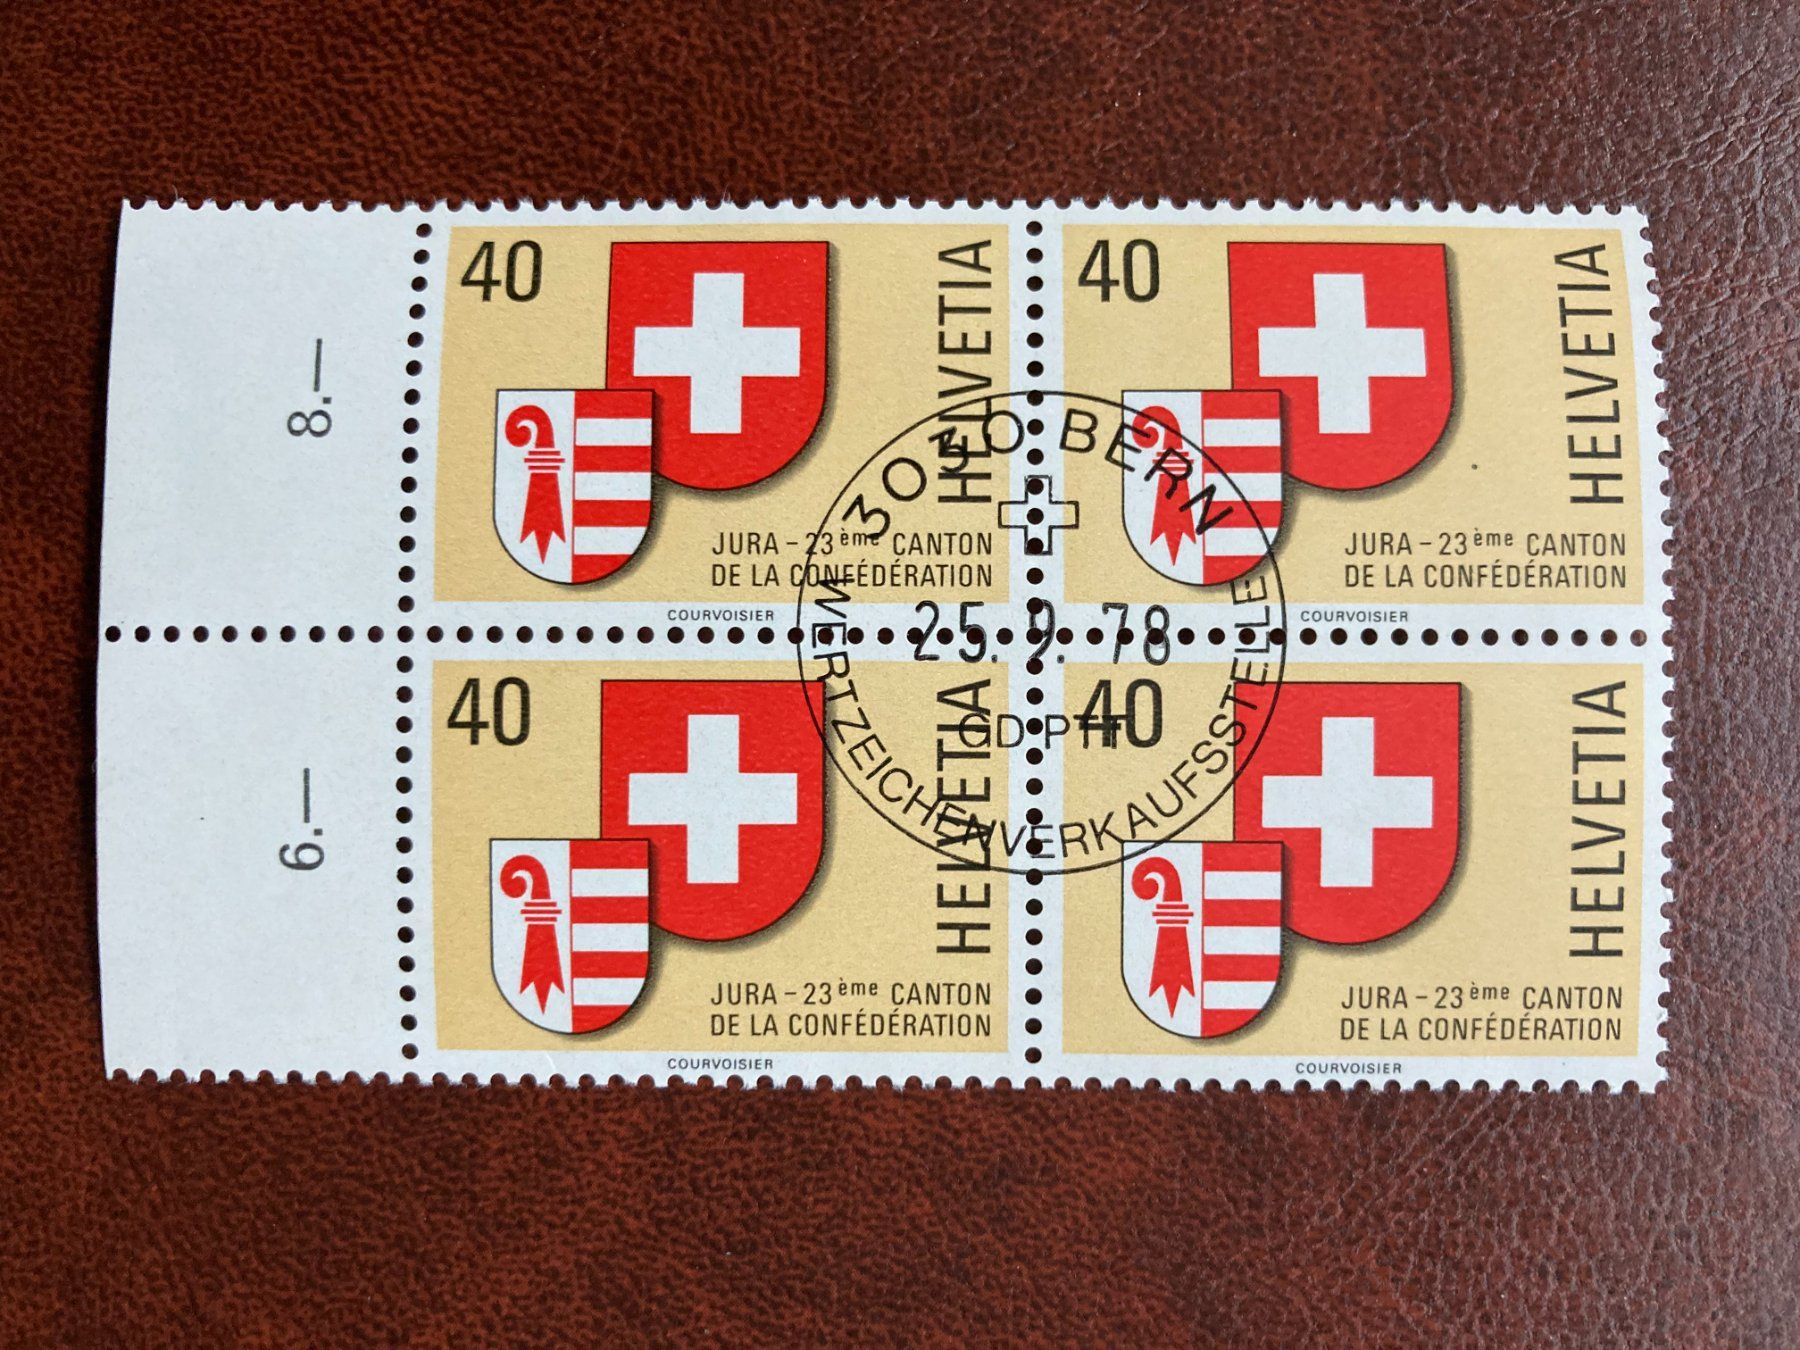 8.—
40
HELVETIA
JURA – 23ème CANTON
DE LA CONFÉDÉRATION
COURVOISIER
40
HELVETIA
JURA – 23ème CANTON
DE LA CONFÉDÉRATION
COURVOISIER
3030 BERN
25.9.78
GD PTT
WERTZEICHENVERKAUFSSTELLE
6.—
40
HELVETIA
JURA – 23ème CANTON
DE LA CONFÉDÉRATION
COURVOISIER
40
HELVETIA
JURA – 23ème CANTON
DE LA CONFÉDÉRATION
COURVOISIER